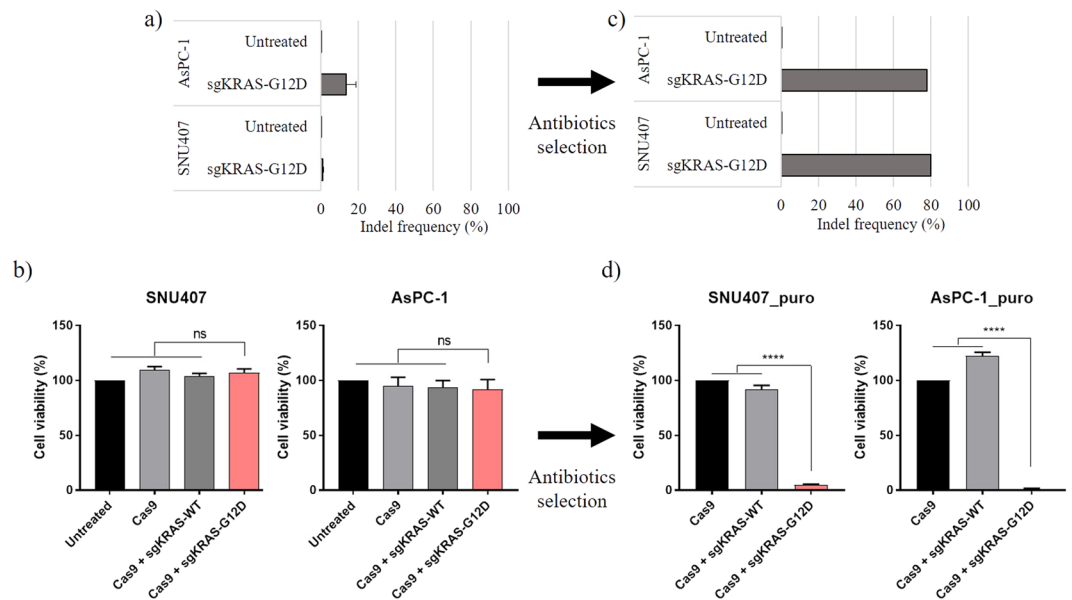 a)
AsPC-1
Untreated
sgKRAS-G12D
SNU407
Untreated
sgKRAS-G12D
0 20 40 60 80 100
Indel frequency (%)
Antibiotics
selection
c)
AsPC-1
Untreated
sgKRAS-G12D
SNU407
Untreated
sgKRAS-G12D
0 20 40 60 80 100
Indel frequency (%)
b)
SNU407
Cell viability (%)
150
100
50
0
ns
Untreated
Cas9
Cas9 + sgKRAS-WT
Cas9 + sgKRAS-G12D
AsPC-1
Cell viability (%)
150
100
50
0
ns
Untreated
Cas9
Cas9 + sgKRAS-WT
Cas9 + sgKRAS-G12D
Antibiotics
selection
d)
SNU407_puro
Cell viability (%)
150
100
50
0
****
Cas9
Cas9 + sgKRAS-WT
Cas9 + sgKRAS-G12D
AsPC-1_puro
Cell viability (%)
150
100
50
0
****
Cas9
Cas9 + sgKRAS-WT
Cas9 + sgKRAS-G12D